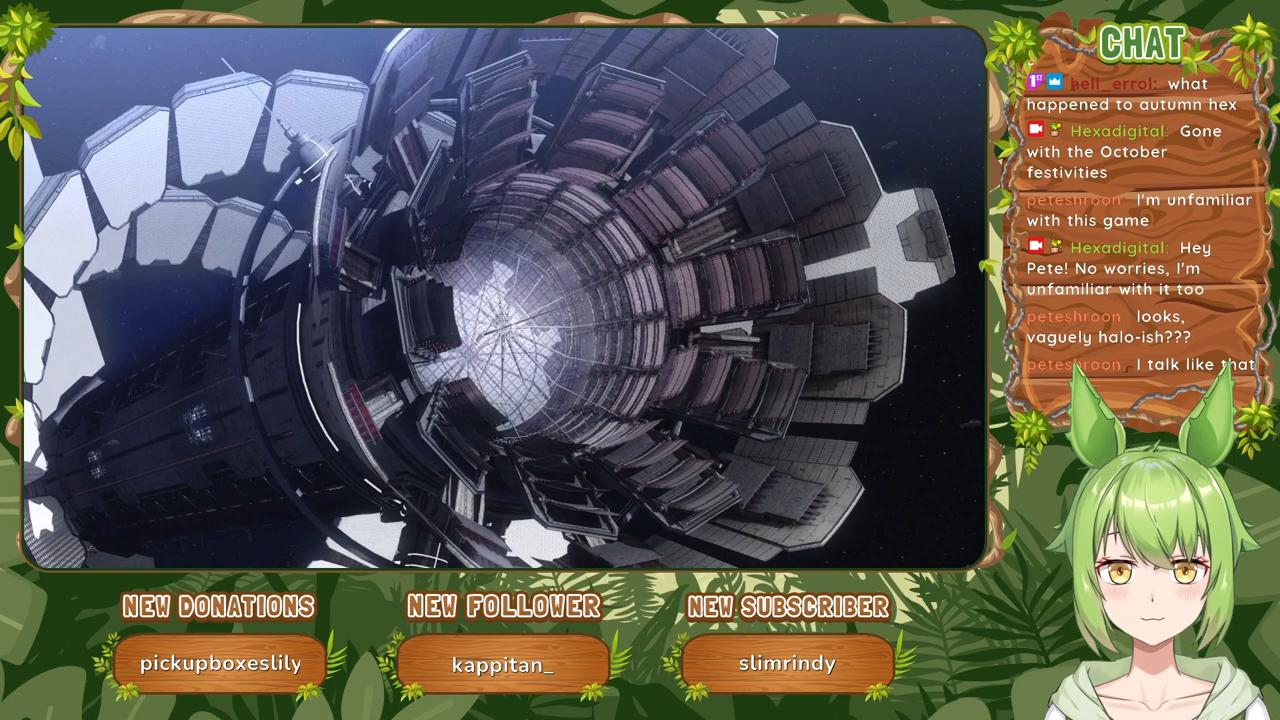 CHAT
hell_errol: what
happened to autumn hex
Hexadigital: Gone
with the October
festivities
peteshroon I'm unfamiliar
with this game
Hexadigital: Hey
Pete! No worries, I'm
unfamiliar with it too
peteshroon looks,
vaguely halo-ish???
peteshroon I talk like that
NEW DONATIONS
NEW FOLLOWER
NEW SUBSCRIBER
pickupboxeslily
kappitan_
slimrindy